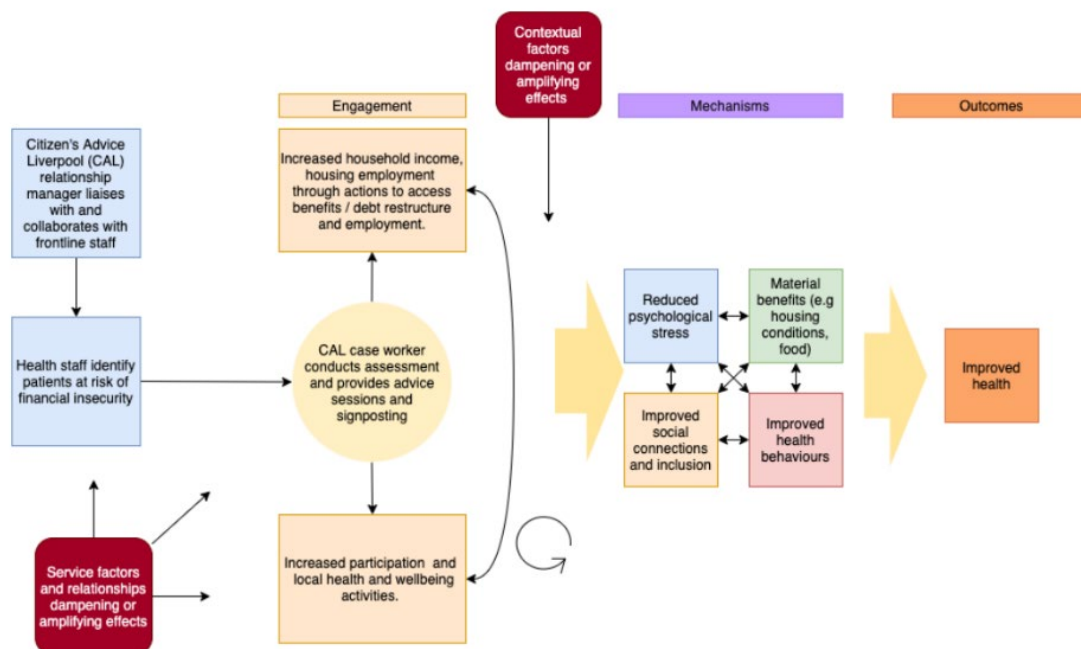 Contextual
factors
dampening or
amplifying
effects
Engagement
Mechanisms
Outcomes
Citizen's Advice
Liverpool (CAL)
relationship
manager liaises
with and
collaborates with
frontline staff
Increased household income,
housing employment
through actions to access
benefits / debt restructure
and employment.
Health staff identify
patients at risk of
financial insecurity
CAL case worker
conducts assessment
and provides advice
sessions and
signposting
Reduced
psychological
stress
Material
benefits (e.g
housing
conditions,
food)
Improved
social
connections
and inclusion
Improved
health
behaviours
Improved
health
Service factors
and relationships
dampening or
amplifying effects
Increased participation and
local health and wellbeing
activities.